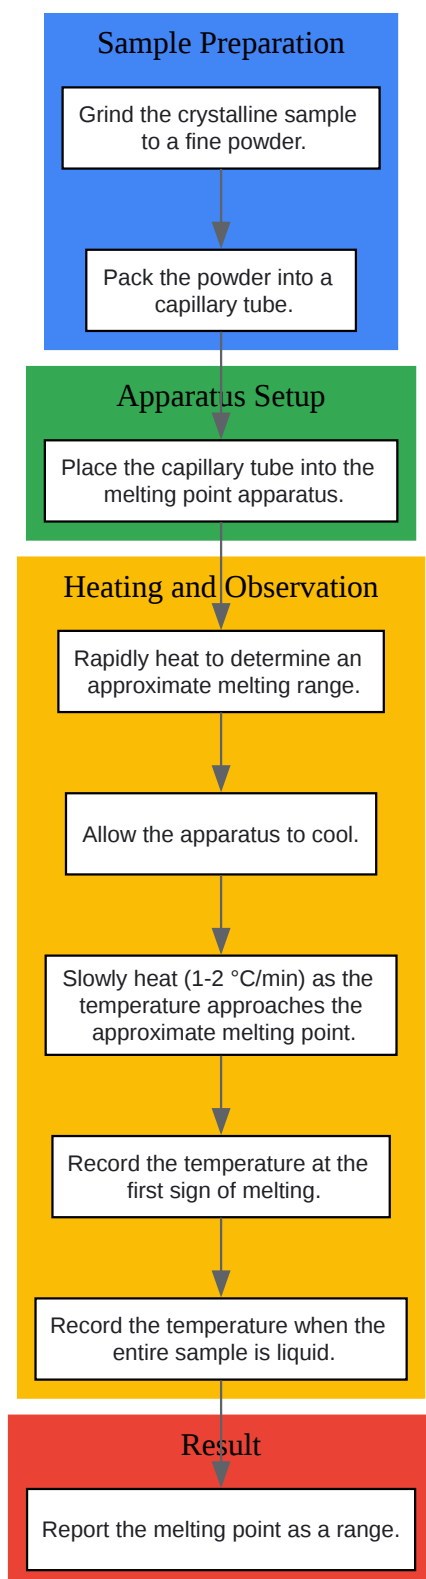 Sample Preparation
Grind the crystalline sample
to a fine powder.
Pack the powder into a
capillary tube.
Apparatus Setup
Place the capillary tube into the
melting point apparatus.
Heating and Observation
Rapidly heat to determine an
approximate melting range.
Allow the apparatus to cool.
Slowly heat (1-2 °C/min) as the
temperature approaches the
approximate melting point.
Record the temperature at the
first sign of melting.
Record the temperature when the
entire sample is liquid.
Result
Report the melting point as a range.